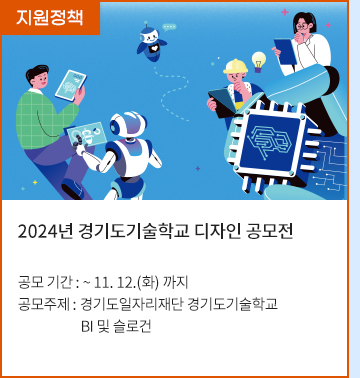 지원정책
2024년 경기도기술학교 디자인 공모전
공모 기간 : ~ 11. 12.(화) 까지
공모주제 : 경기도일자리재단 경기도기술학교
BI 및 슬로건